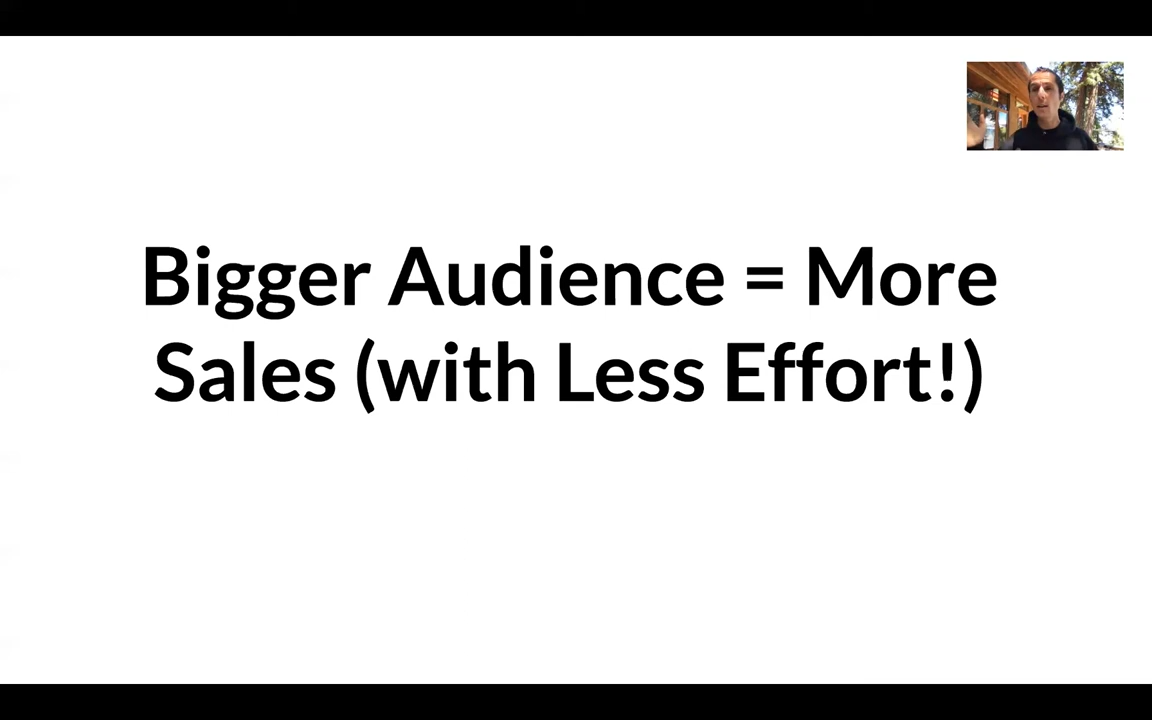 Bigger Audience = More
Sales (with Less Effort!)